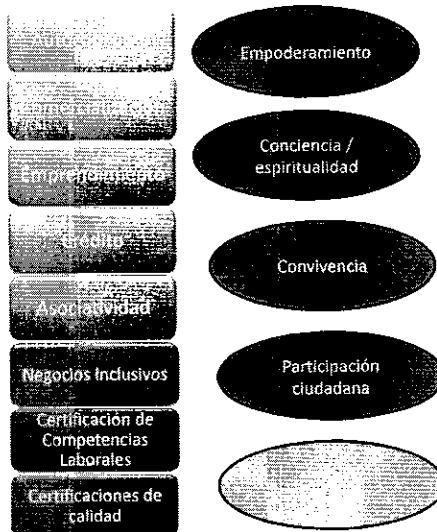 Emprendimiento
Crédito
Asociatividad
Negocios Inclusivos
Certificación de
Competencias
Laborales
Certificaciones de
calidad
Empoderamiento
Conciencia /
espiritualidad
Convivencia
Participación
ciudadana